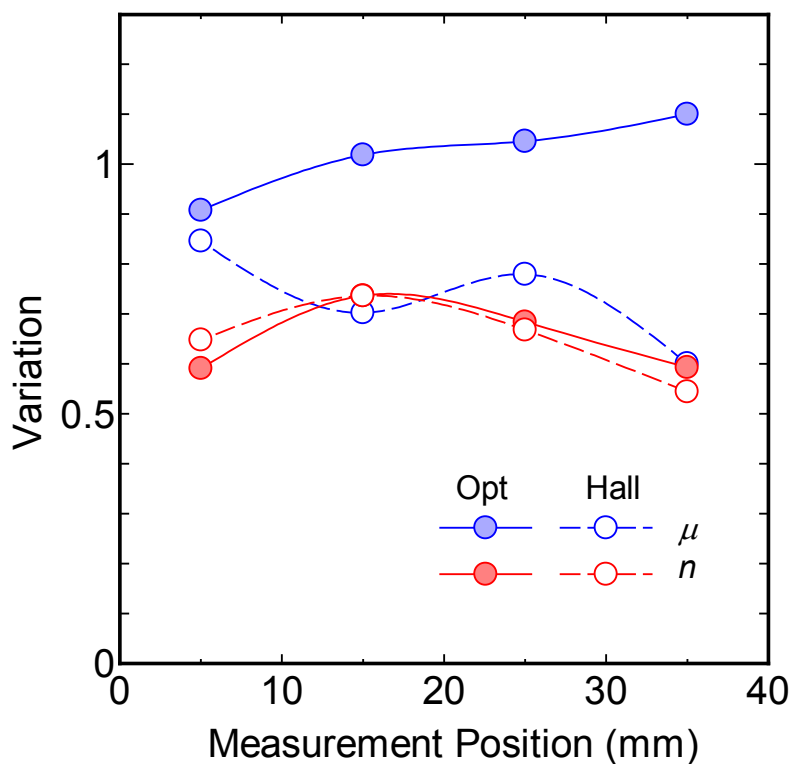 1
0.5
0
Variation
Opt Hall
μ
n
0 10 20 30 40
Measurement Position (mm)